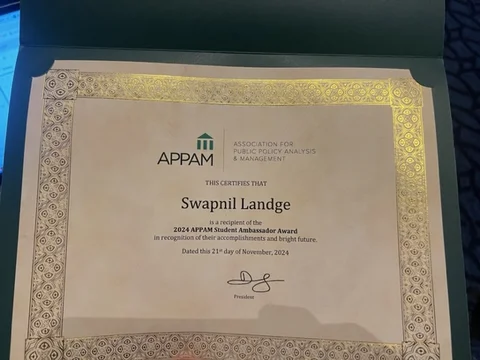 APPAM
ASSOCIATION FOR
PUBLIC POLICY ANALYSIS
& MANAGEMENT
THIS CERTIFIES THAT
Swapnil Landge
is a recipient of the
2024 APPAM Student Ambassador Award
in recognition of their accomplishments and bright future.
Dated this 21st day of November, 2024
President